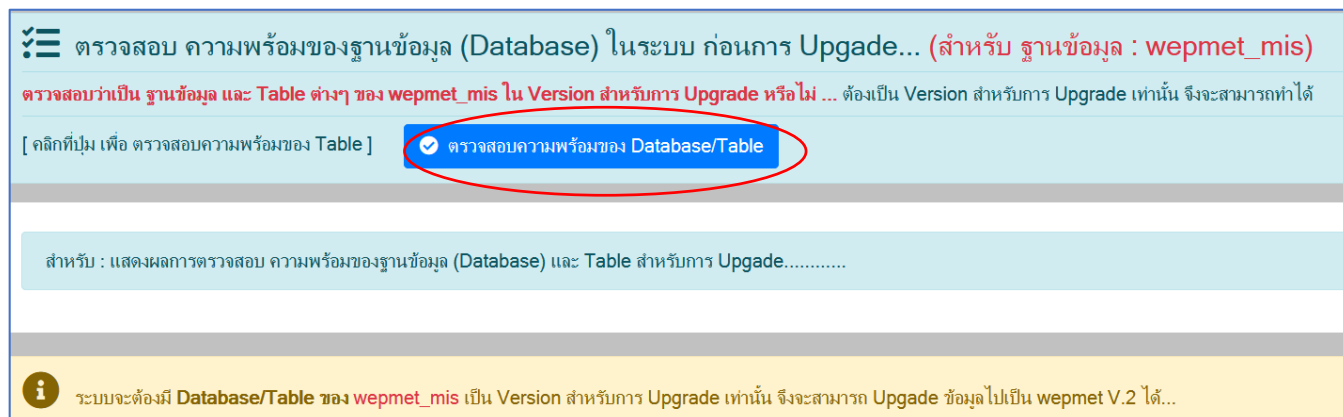 ตรวจสอบ ความพร้อมของฐานข้อมูล (Database) ในระบบ ก่อนการ Upgade... (สำหรับ ฐานข้อมูล : wepmet_mis)
ตรวจสอบว่าเป็น ฐานข้อมูล และ Table ต่างๆ ของ wepmet_mis ใน Version สำหรับการ Upgrade หรือไม่ ... ต้องเป็น Version สำหรับการ Upgrade เท่านั้น จึงจะสามารถทำได้
[ คลิกที่ปุ่ม เพื่อ ตรวจสอบความพร้อมของ Table ] ตรวจสอบความพร้อมของ Database/Table
สำหรับ : แสดงผลการตรวจสอบ ความพร้อมของฐานข้อมูล (Database) และ Table สำหรับการ Upgade............
ระบบจะต้องมี Database/Table ของ wepmet_mis เป็น Version สำหรับการ Upgrade เท่านั้น จึงจะสามารถ Upgade ข้อมูลไปเป็น wepmet V.2 ได้...